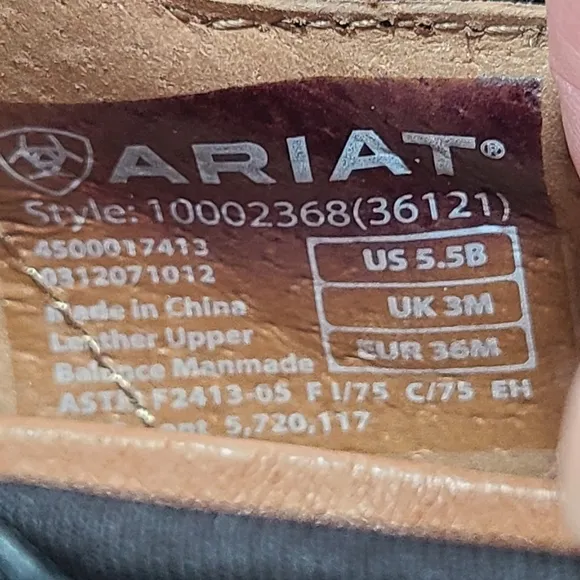 ARIAT®
Style: 10002368(36121)
4500017413
0312071012
Made in China
Leather Upper
Balance Manmade
US 5.5B
UK 3M
EUR 36M
ASTM F2413-05 F I/75 C/75 EH
5,720,117